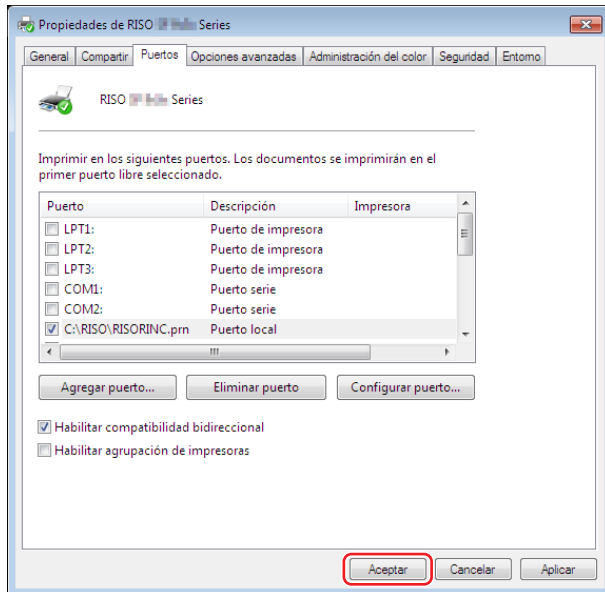 Propiedades de RISO Series
General Compartir Puertos Opciones avanzadas Administración del color Seguridad Entorno
RISO Series
Imprimir en los siguientes puertos. Los documentos se imprimirán en el
primer puerto libre seleccionado.
Puerto Descripción Impresora
LPT1: Puerto de impresora
LPT2: Puerto de impresora
LPT3: Puerto de impresora
COM1: Puerto serie
COM2: Puerto serie
C:\RISO\RISORINC.prn Puerto local
Agregar puerto... Eliminar puerto Configurar puerto...
Habilitar compatibilidad bidireccional
Habilitar agrupación de impresoras
Aceptar Cancelar Aplicar